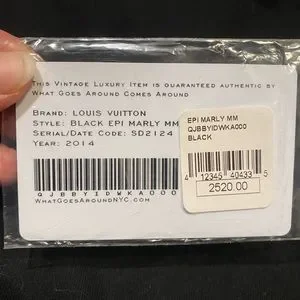 THIS VINTAGE LUXURY ITEM IS GUARANTEED AUTHENTIC BY
WHAT GOES AROUND COMES AROUND
BRAND: LOUIS VUITTON
STYLE: BLACK EPI MARLY MM
SERIAL/DATE CODE: SD2124
YEAR: 2014
QJBBYIDWKA000
WHATGOESAROUNDNYC.COM
EPI MARLY MM
QJBBYIDWKA000
BLACK
4 12345 40433 5
2520.00